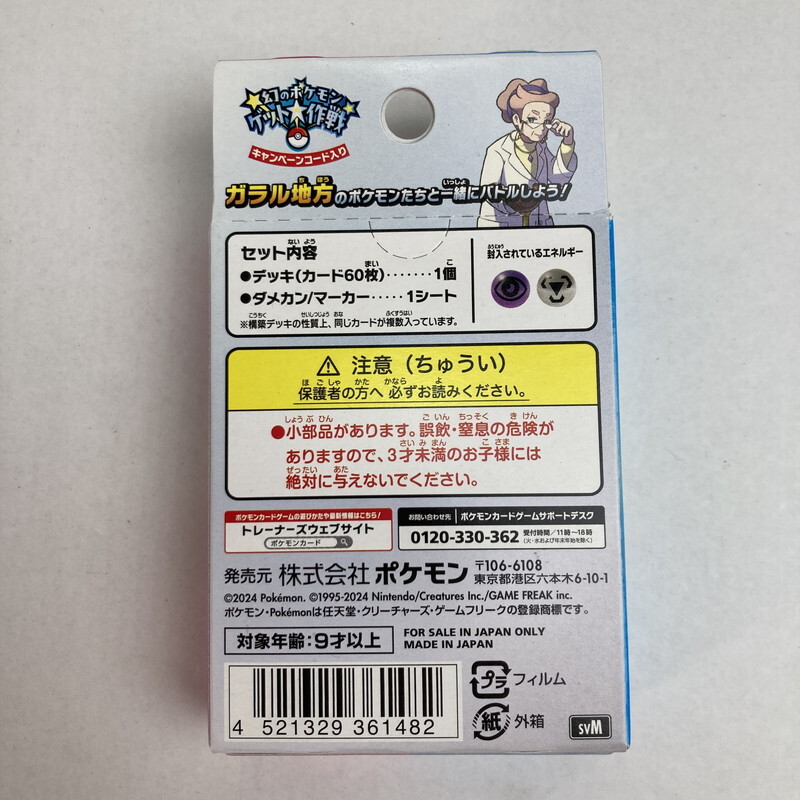 幻のポケモン
ゲット★作戦
キャンペーンコード入り
ガラル地方のポケモンたちと一緒にバトルしよう!
セット内容
●デッキ(カード60枚)・・・・・・・1個
●ダメカン/マーカー・・・・・1シート
※構築デッキの性質上、同じカードが複数入っています。
封入されているエネルギー
⚠ 注意(ちゅうい)
保護者の方へ 必ずお読みください。
●小部品があります。誤飲・窒息の危険が
ありますので、3才未満のお子様には
絶対に与えないでください。
ポケモンカードゲームの遊びかたや最新情報はこちら!
トレーナーズウェブサイト
ポケモンカード
お問い合わせ先 ポケモンカードゲームサポートデスク
0120-330-362 受付時間/11時〜18時
(火・水および年末年始を除く)
発売元 株式会社 ポケモン 〒106-6108
東京都港区六本木6-10-1
©2024 Pokémon. ©1995-2024 Nintendo/Creatures Inc./GAME FREAK inc.
ポケモン・Pokémonは任天堂・クリーチャーズ・ゲームフリークの登録商標です。
対象年齢:9才以上
FOR SALE IN JAPAN ONLY
MADE IN JAPAN
4 521329 361482
プラ フィルム
紙 外箱
svM